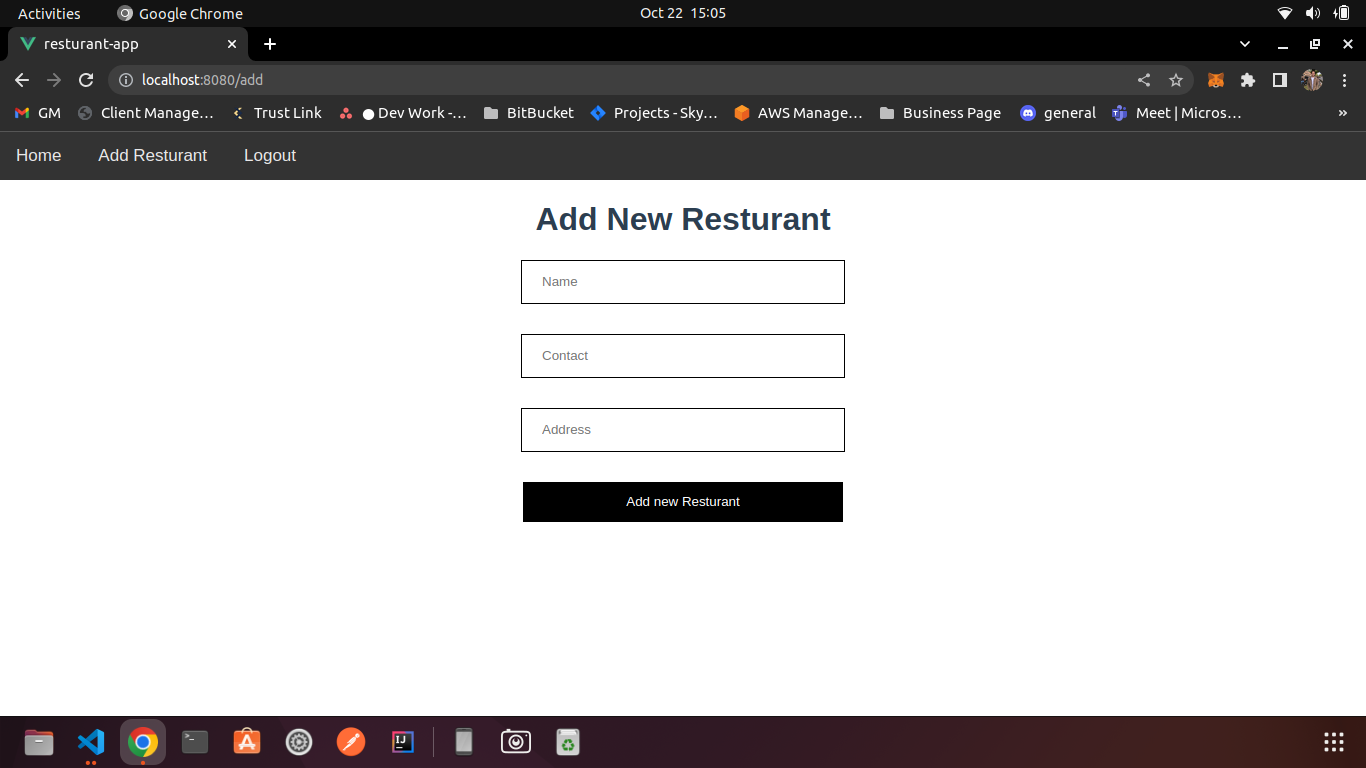 Activities
Google Chrome
Oct 22 15:05
resturant-app
localhost:8080/add
GM
Client Manage…
Trust Link
Dev Work -…
BitBucket
Projects - Sky…
AWS Manage…
Business Page
general
Meet | Micros…
»
Home
Add Resturant
Logout
Add New Resturant
Name
Contact
Address
Add new Resturant
IJ